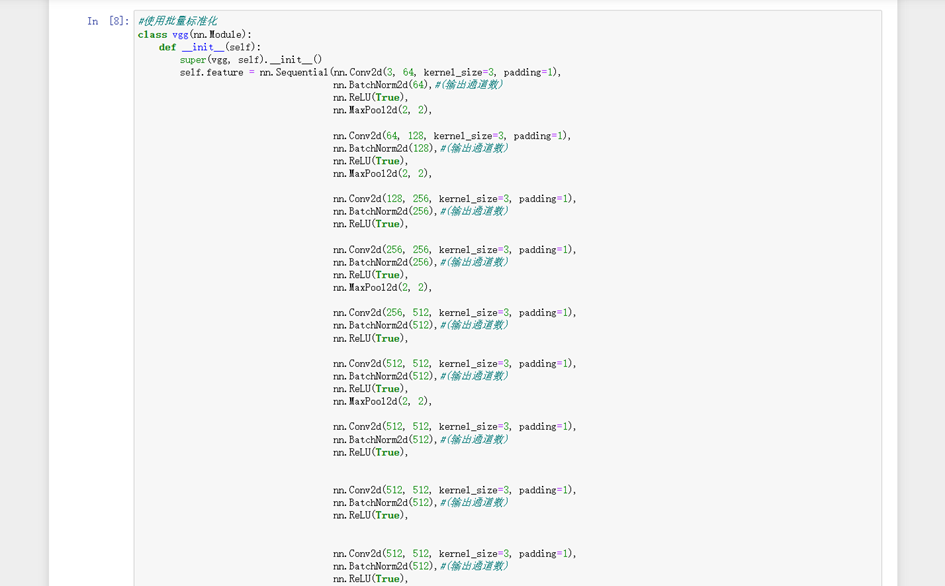 In [8]: #使用批量标准化
class vgg(nn.Module):
def __init__(self):
super(vgg, self).__init__()
self.feature = nn.Sequential(nn.Conv2d(3, 64, kernel_size=3, padding=1),
nn.BatchNorm2d(64),#(输出通道数)
nn.ReLU(True),
nn.MaxPool2d(2, 2),
nn.Conv2d(64, 128, kernel_size=3, padding=1),
nn.BatchNorm2d(128),#(输出通道数)
nn.ReLU(True),
nn.MaxPool2d(2, 2),
nn.Conv2d(128, 256, kernel_size=3, padding=1),
nn.BatchNorm2d(256),#(输出通道数)
nn.ReLU(True),
nn.Conv2d(256, 256, kernel_size=3, padding=1),
nn.BatchNorm2d(256),#(输出通道数)
nn.ReLU(True),
nn.MaxPool2d(2, 2),
nn.Conv2d(256, 512, kernel_size=3, padding=1),
nn.BatchNorm2d(512),#(输出通道数)
nn.ReLU(True),
nn.Conv2d(512, 512, kernel_size=3, padding=1),
nn.BatchNorm2d(512),#(输出通道数)
nn.ReLU(True),
nn.MaxPool2d(2, 2),
nn.Conv2d(512, 512, kernel_size=3, padding=1),
nn.BatchNorm2d(512),#(输出通道数)
nn.ReLU(True),
nn.Conv2d(512, 512, kernel_size=3, padding=1),
nn.BatchNorm2d(512),#(输出通道数)
nn.ReLU(True),
nn.Conv2d(512, 512, kernel_size=3, padding=1),
nn.BatchNorm2d(512),#(输出通道数)
nn.ReLU(True),